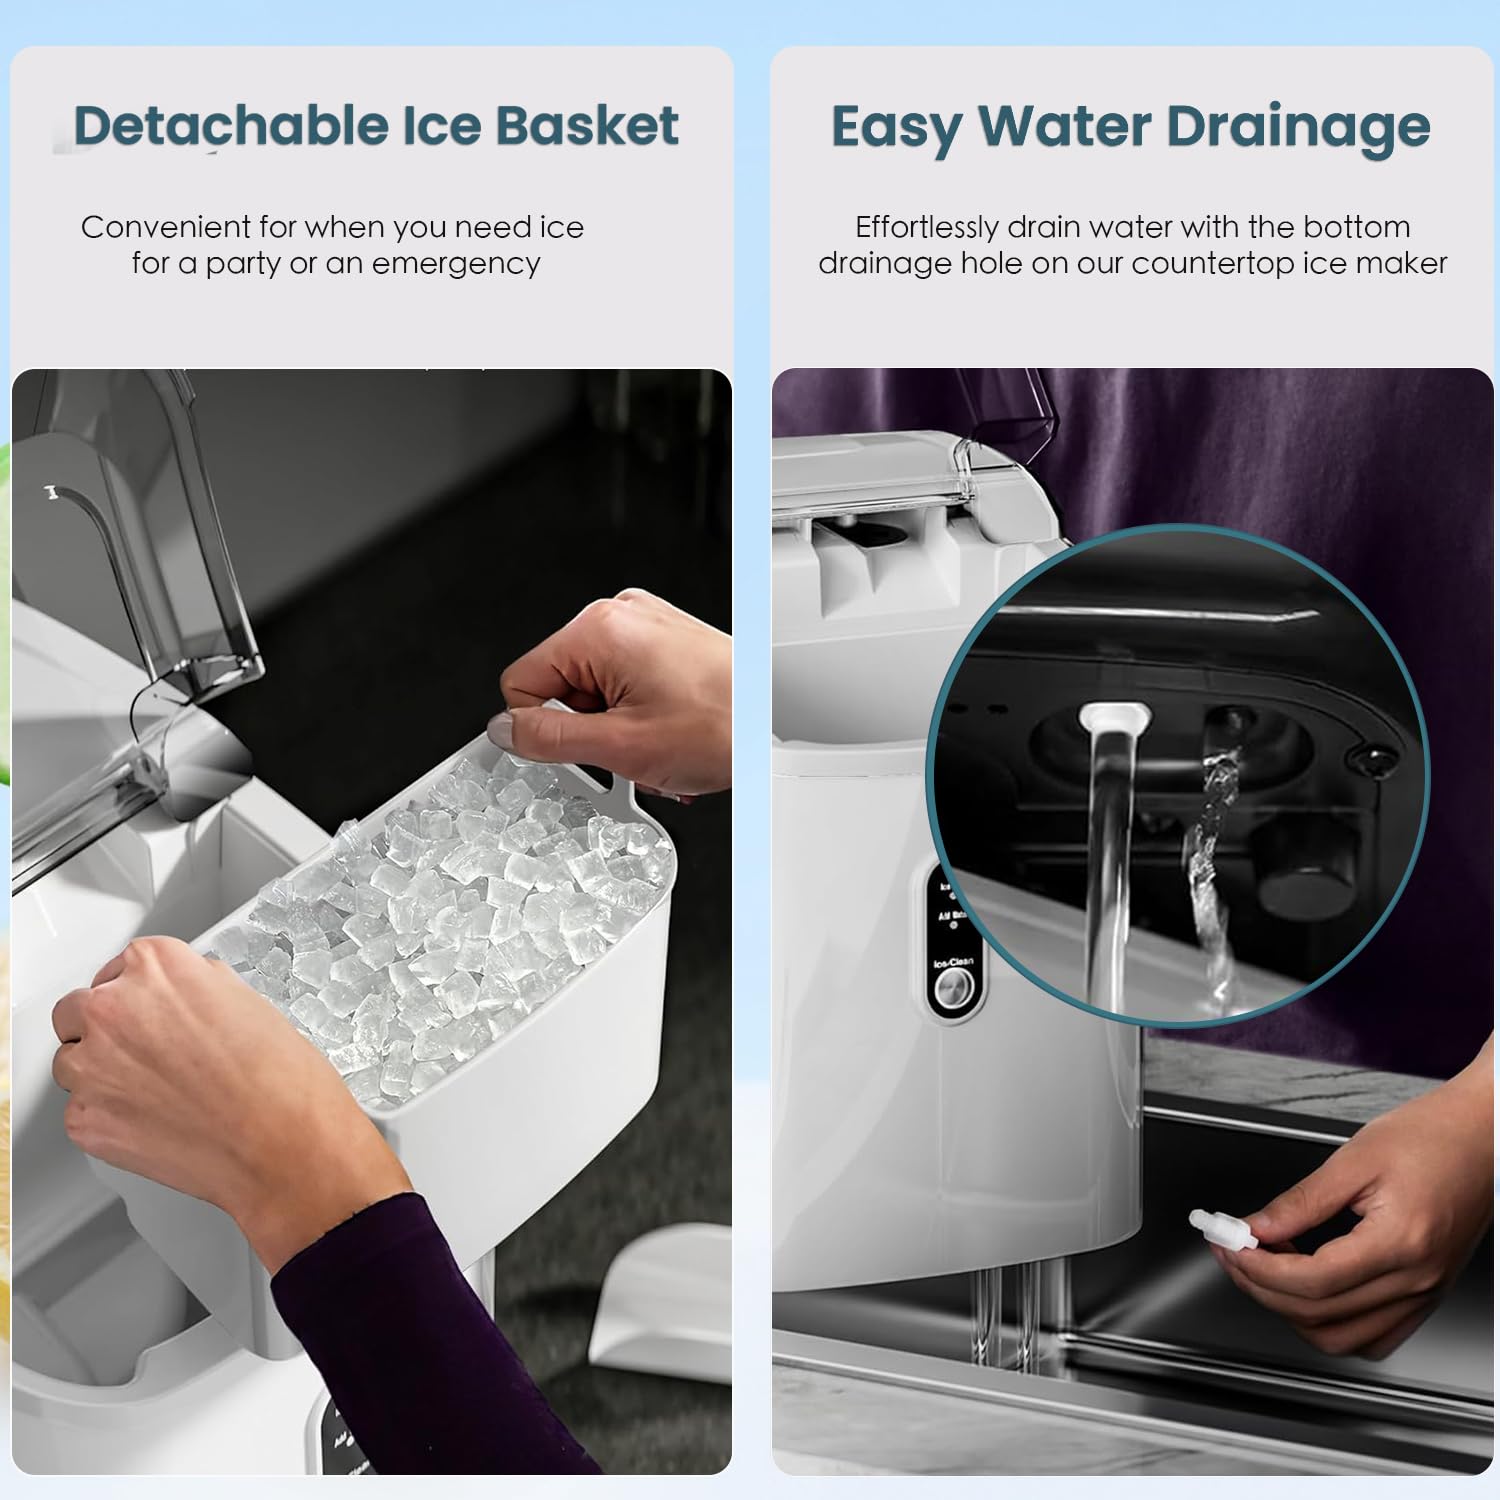 Detachable Ice Basket
Convenient for when you need ice
for a party or an emergency
Easy Water Drainage
Effortlessly drain water with the bottom
drainage hole on our countertop ice maker
Ice/Clean